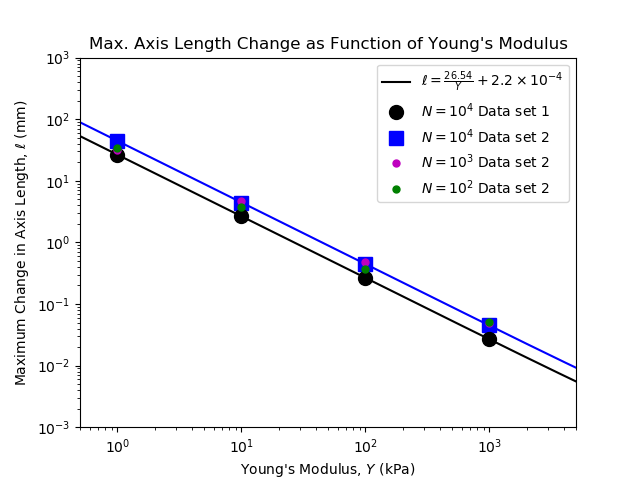 Max. Axis Length Change as Function of Young's Modulus
Maximum Change in Axis Length, ℓ (mm)
10³
10²
10¹
10⁰
10⁻¹
10⁻²
10⁻³
ℓ = 26.54/Y + 2.2 × 10⁻⁴
N = 10⁴ Data set 1
N = 10⁴ Data set 2
N = 10³ Data set 2
N = 10² Data set 2
10⁰ 10¹ 10² 10³
Young's Modulus, Y (kPa)